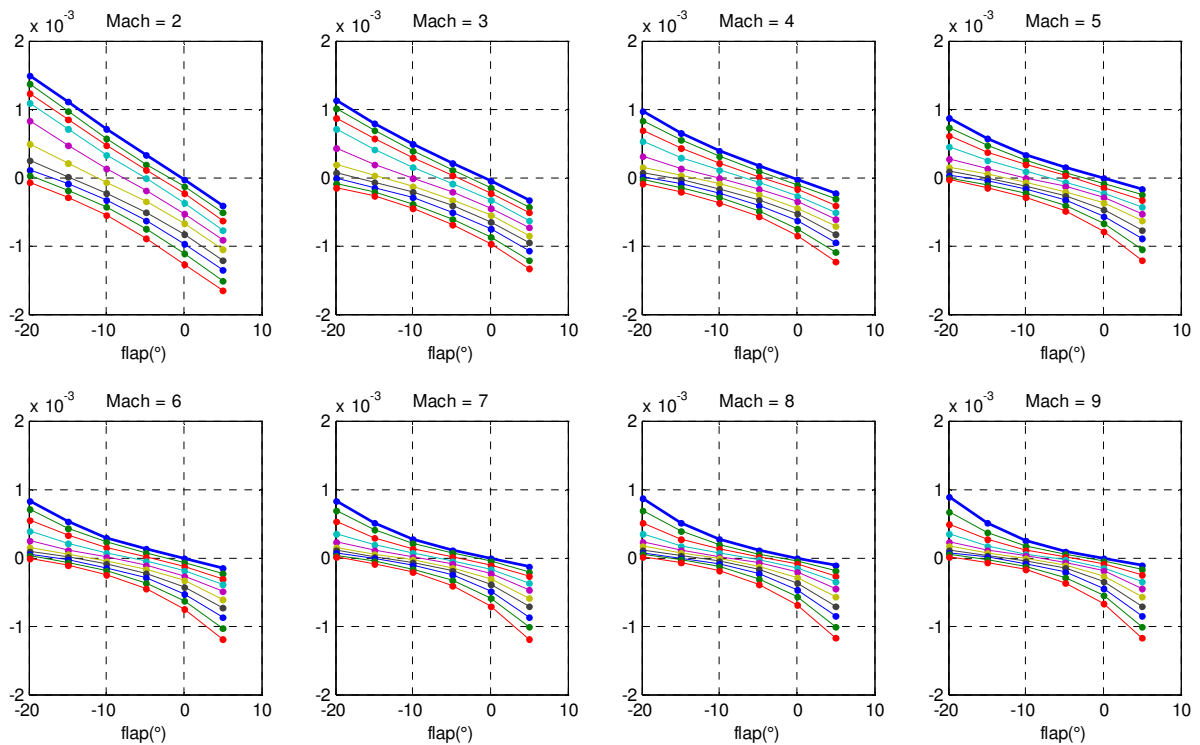 x 10⁻³ Mach = 2
2
1
0
-1
-2
-20 -10 0 10
flap(°)
x 10⁻³ Mach = 3
2
1
0
-1
-2
-20 -10 0 10
flap(°)
x 10⁻³ Mach = 4
2
1
0
-1
-2
-20 -10 0 10
flap(°)
x 10⁻³ Mach = 5
2
1
0
-1
-2
-20 -10 0 10
flap(°)
x 10⁻³ Mach = 6
2
1
0
-1
-2
-20 -10 0 10
flap(°)
x 10⁻³ Mach = 7
2
1
0
-1
-2
-20 -10 0 10
flap(°)
x 10⁻³ Mach = 8
2
1
0
-1
-2
-20 -10 0 10
flap(°)
x 10⁻³ Mach = 9
2
1
0
-1
-2
-20 -10 0 10
flap(°)